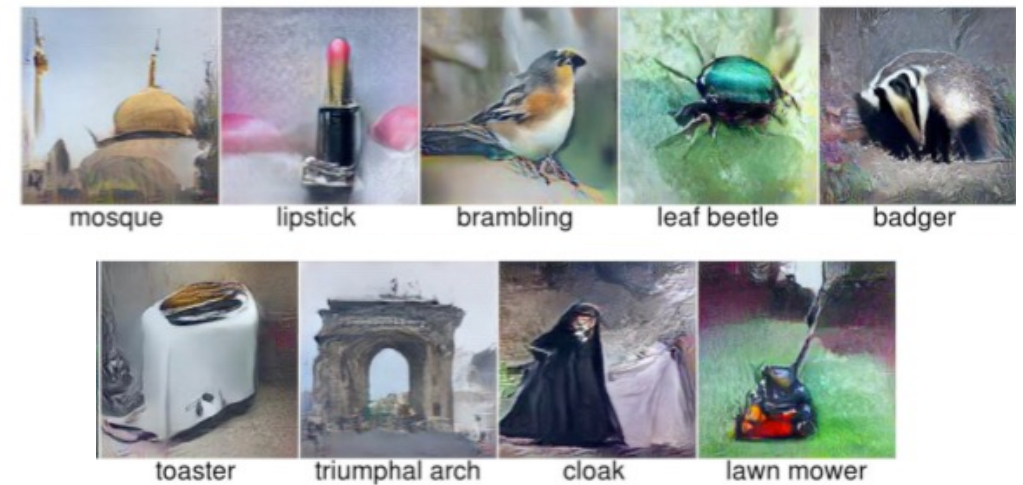 mosque lipstick brambling leaf beetle badger
toaster triumphal arch cloak lawn mower